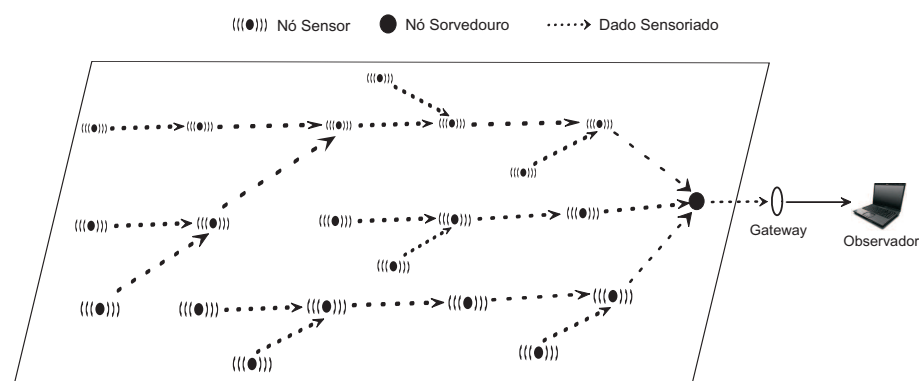 Nó Sensor
Nó Sorvedouro
Dado Sensoriado
Gateway
Observador